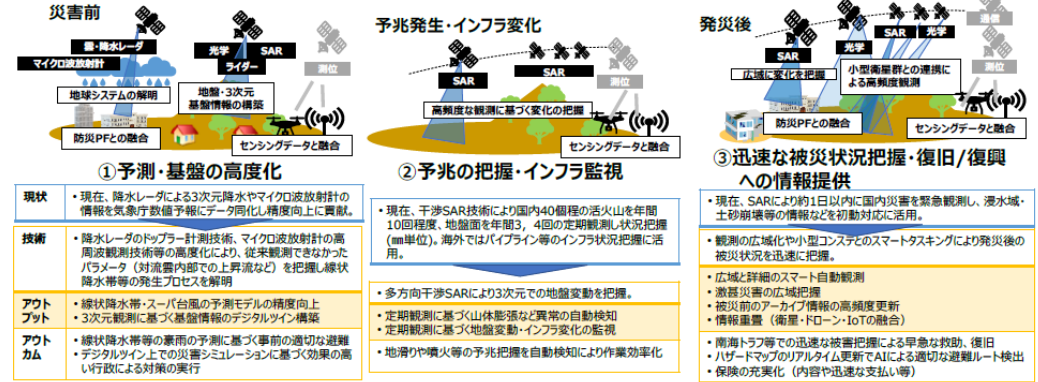 災害前
雲・降水レーダ
マイクロ波放射計
光学
SAR
ライダー
測位
地球システムの解明
地盤・3次元
基盤情報の構築
防災PFとの融合
センシングデータと融合
①予測・基盤の高度化
現状
・現在、降水レーダによる3次元降水やマイクロ波放射計の
情報を気象庁数値予報にデータ同化し精度向上に貢献。
技術
・降水レーダのドップラー計測技術、マイクロ波放射計の高
周波観測技術等の高度化により、従来観測できなかった
パラメータ（対流雲内部での上昇流など）を把握し線状
降水帯等の発生プロセスを解明
アウト
プット
・線状降水帯・スーパ台風の予測モデルの精度向上
・3次元観測に基づく基盤情報のデジタルツイン構築
アウト
カム
・線状降水帯等の豪雨の予測に基づく事前の適切な避難
・デジタルツイン上での災害シミュレーションに基づく効果の高
い行政による対策の実行
予兆発生・インフラ変化
SAR
SAR
測位
高頻度な観測に基づく変化の把握
センシングデータと融合
②予兆の把握・インフラ監視
・現在、干渉SAR技術により国内40個程の活火山を年間
10回程度、地盤面を年間3，4回の定期観測し状況把握
(㎜単位)。海外ではパイプライン等のインフラ状況把握に活
用。
・多方向干渉SARにより3次元での地盤変動を把握。
・定期観測に基づく山体膨張など異常の自動検知
・定期観測に基づく地盤変動・インフラ変化の監視
・地滑りや噴火等の予兆把握を自動検知により作業効率化
発災後
通信
SAR
光学
SAR
光学
測位
広域に変化を把握
小型衛星群との連携に
よる高頻度観測
防災PFとの融合
センシングデータと融合
③迅速な被災状況把握・復旧/復興
への情報提供
・現在、SARにより約1日以内に国内災害を緊急観測し、浸水域・
土砂崩壊等の情報などを初動対応に活用。
・観測の広域化や小型コンステとのスマートタスキングにより発災後の
被災状況を迅速に把握。
・広域と詳細のスマート自動観測
・激甚災害の広域把握
・被災前のアーカイブ情報の高頻度更新
・情報重畳（衛星・ドローン・IoTの融合）
・南海トラフ等での迅速な被害把握による早急な救助、復旧
・ハザードマップのリアルタイム更新でAIによる適切な避難ルート検出
・保険の充実化（内容や迅速な支払い等）